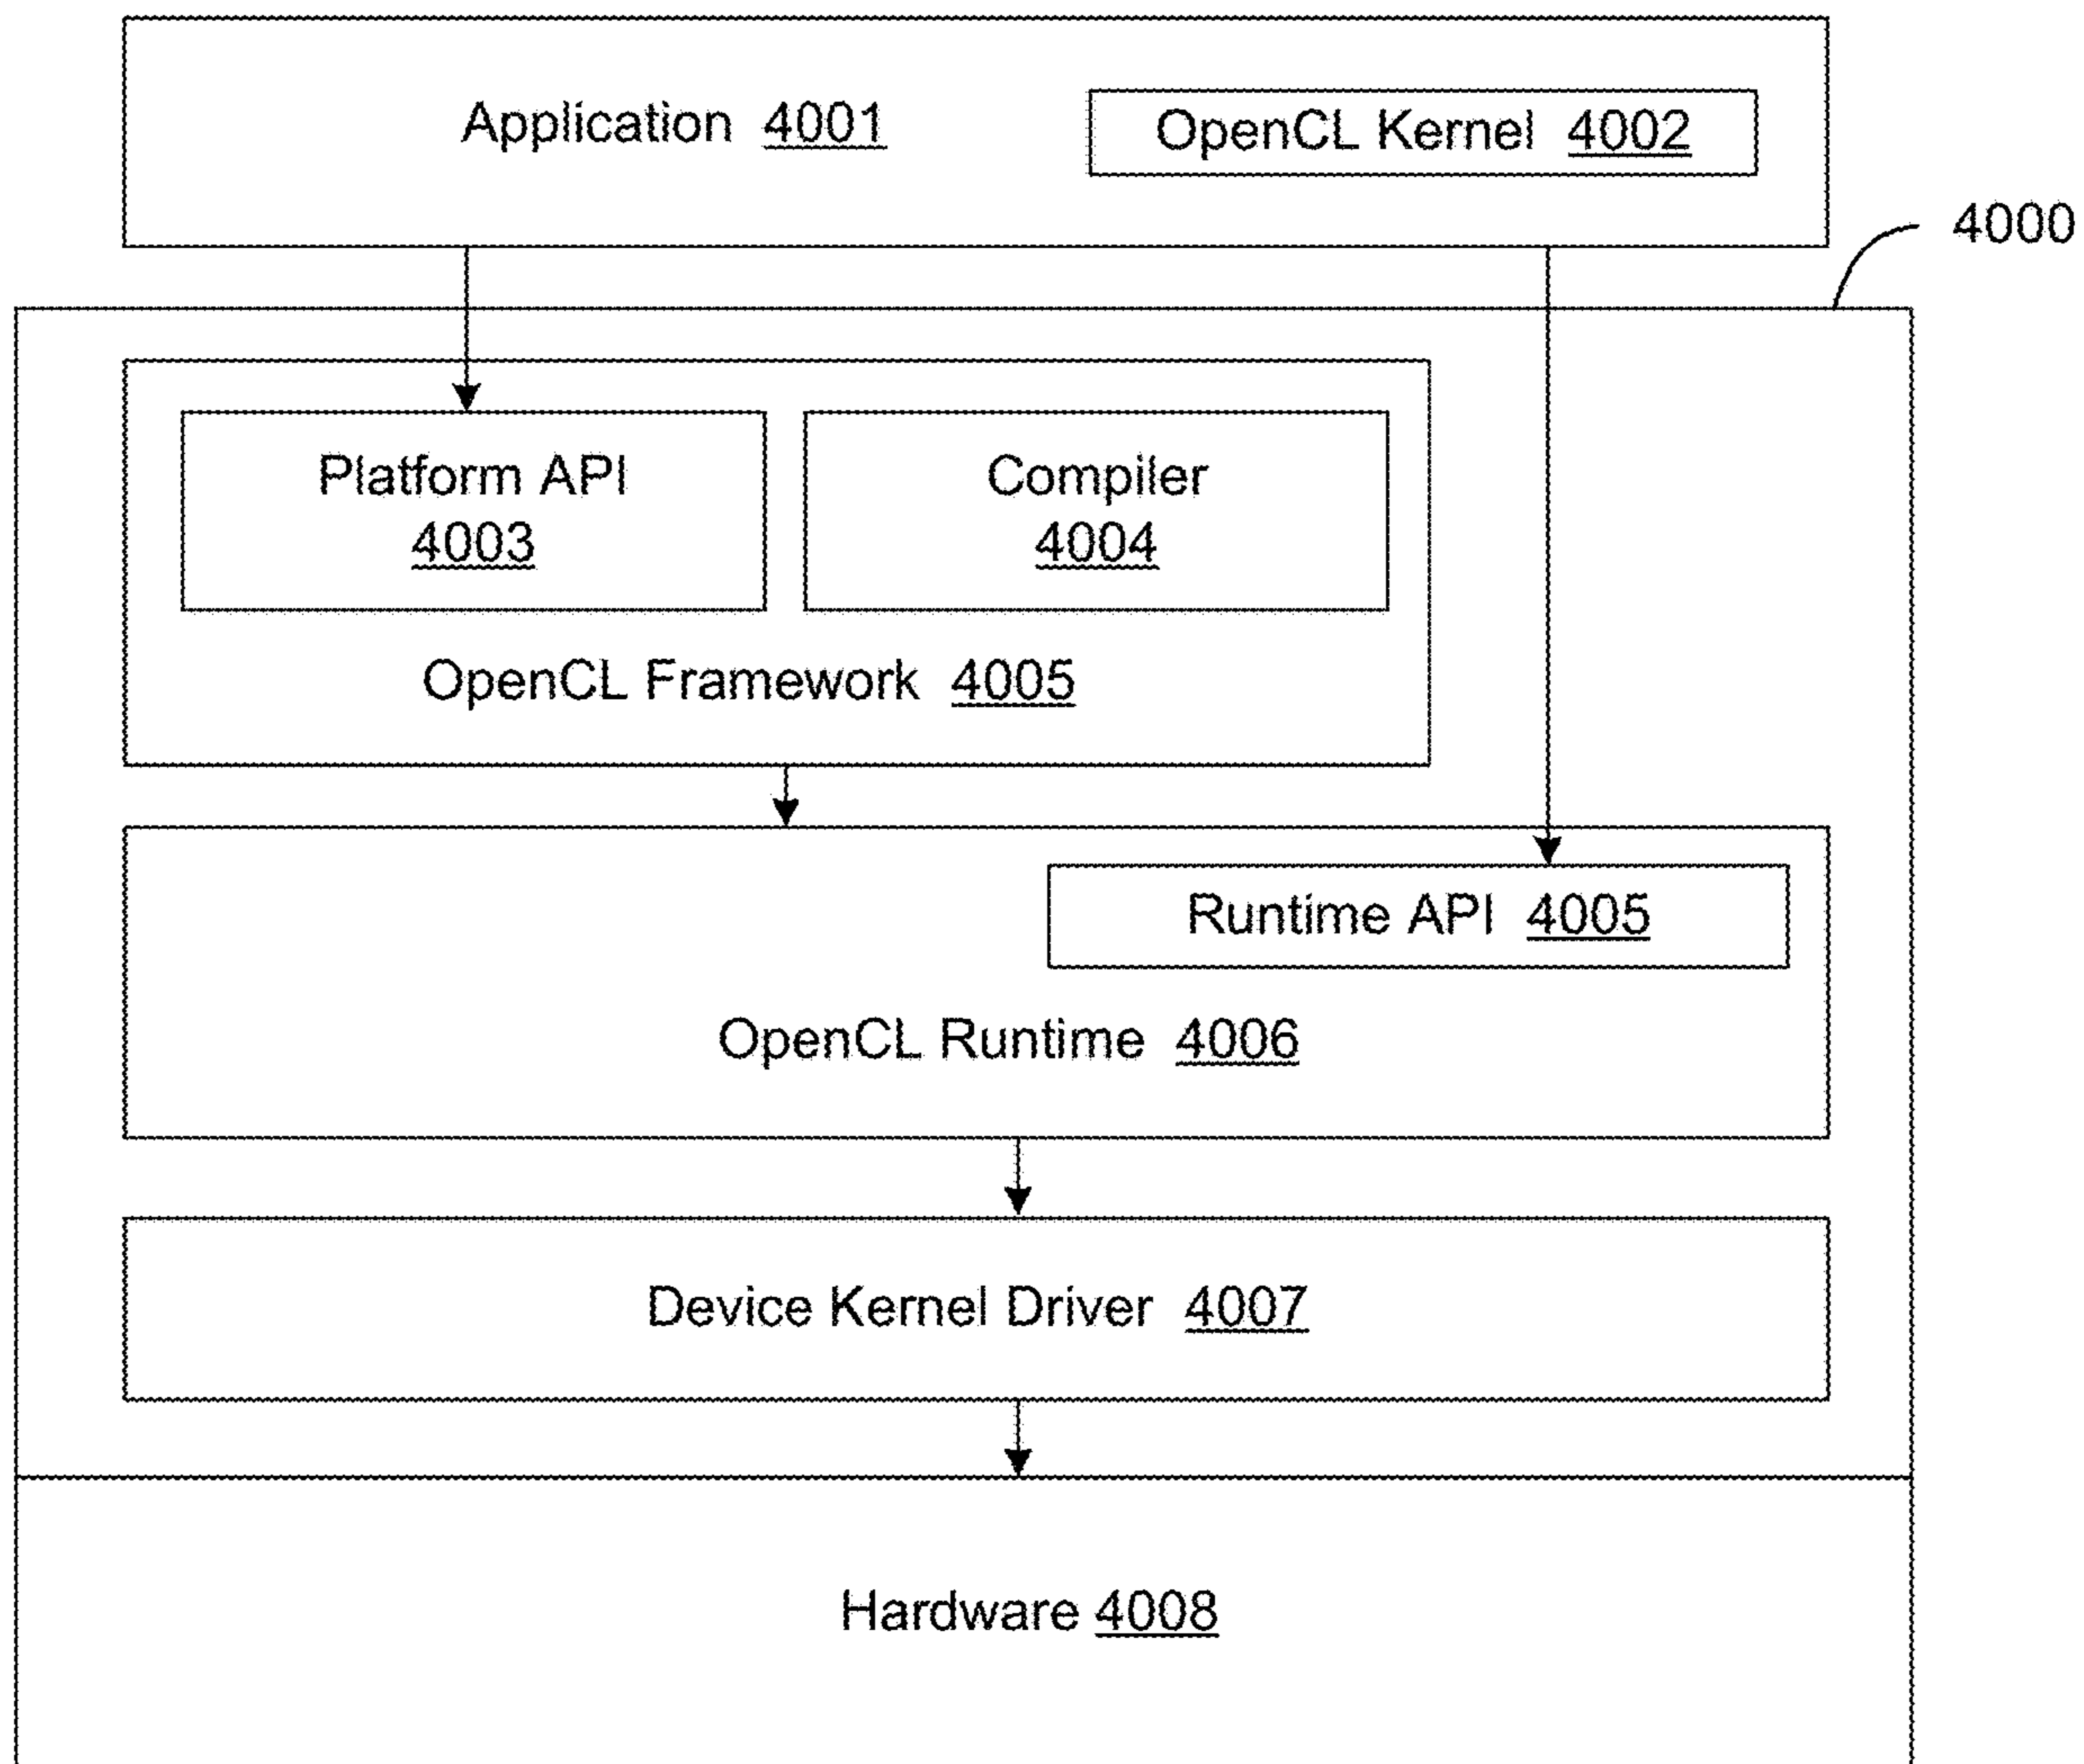 Application 4001
OpenCL Kernel 4002
4000
Platform API
4003
Compiler
4004
OpenCL Framework 4005
Runtime API 4005
OpenCL Runtime 4006
Device Kernel Driver 4007
Hardware 4008